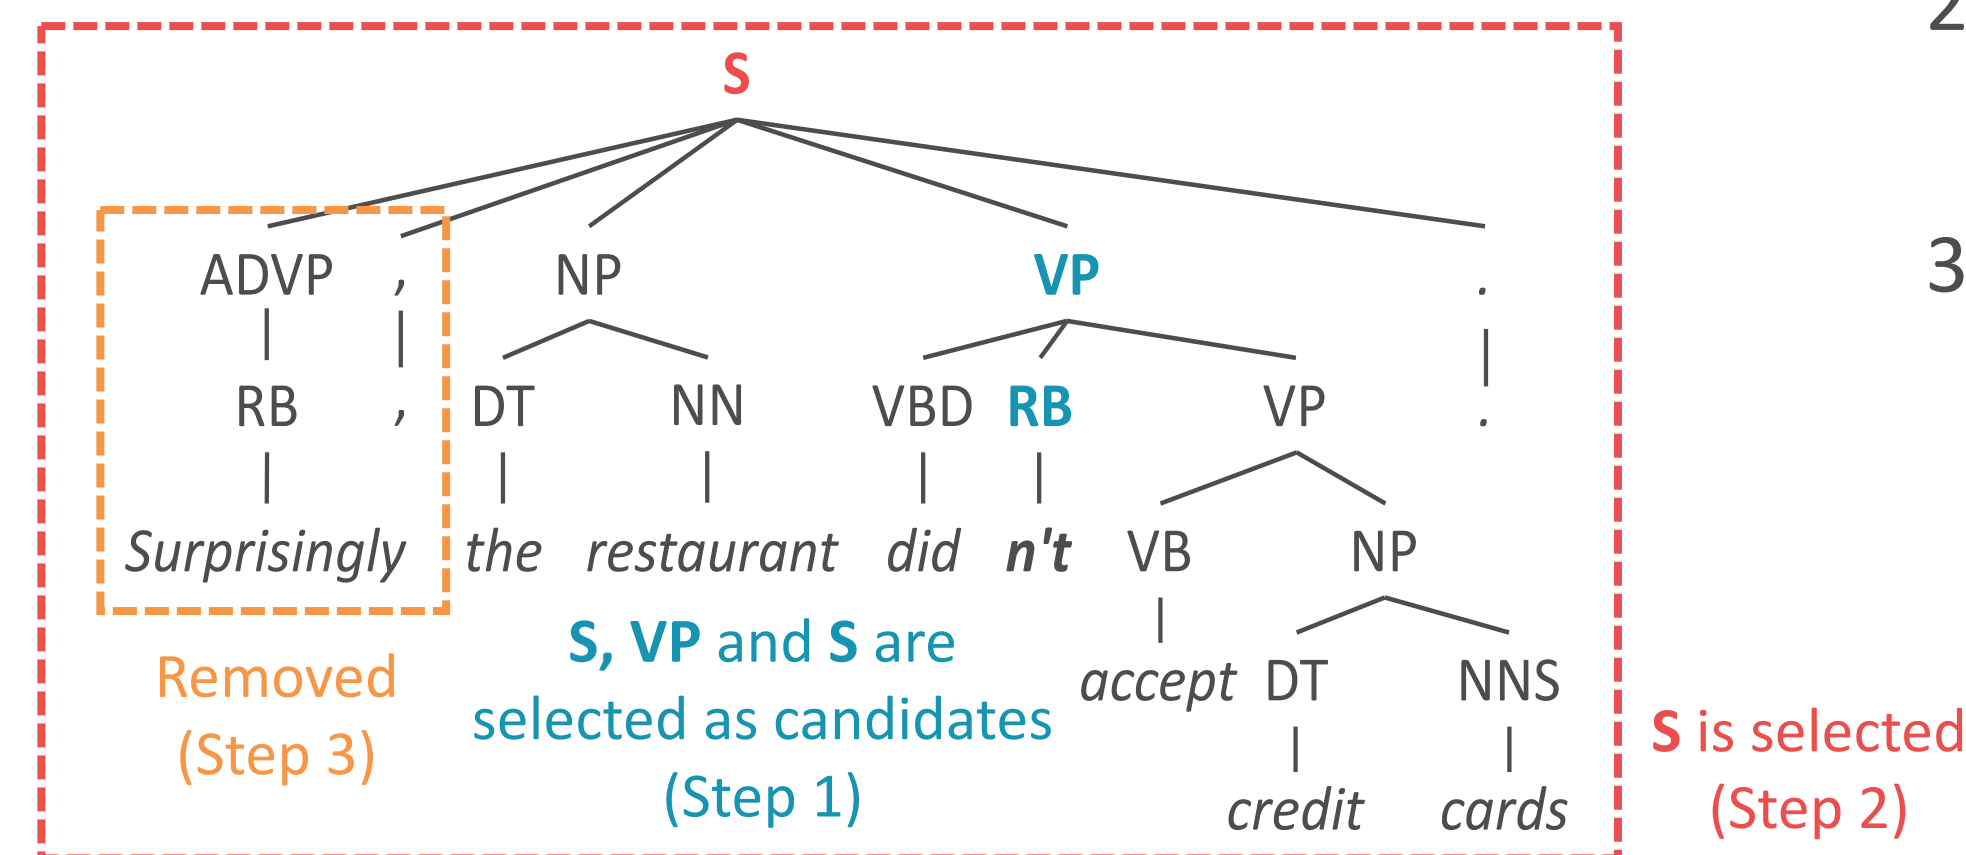 2
S
3
ADVP , NP VP .
RB , DT NN VBD RB VP .
Surprisingly the restaurant did n't VB NP
S, VP and S are
selected as candidates
(Step 1)
Removed
(Step 3)
accept DT NNS
credit cards
S is selected
(Step 2)